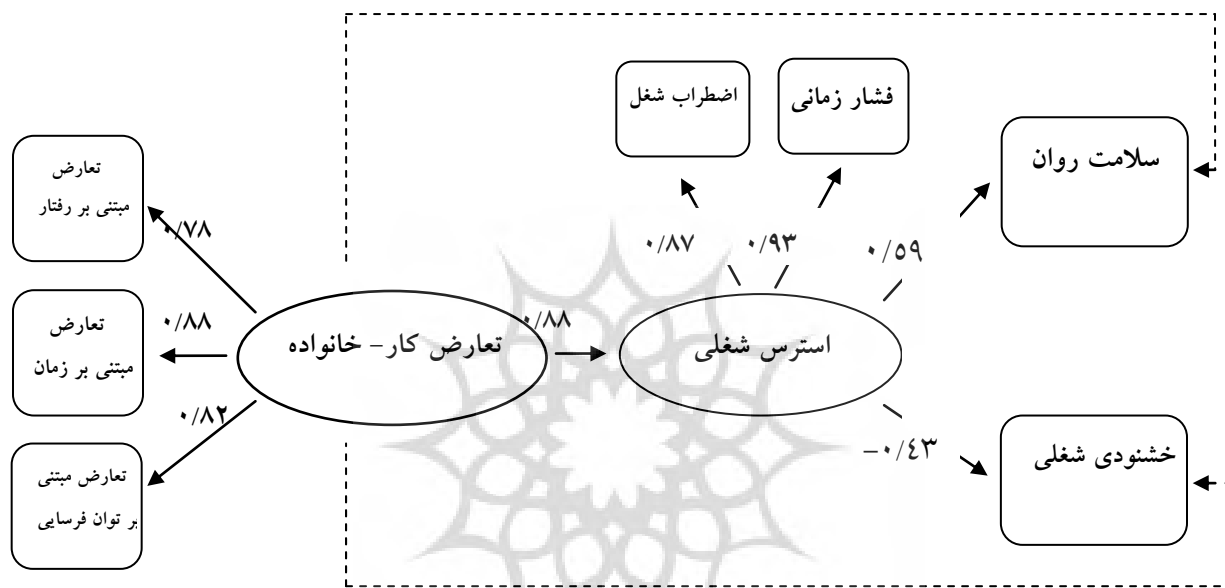 اضطراب شغل
فشار زمانی
سلامت روان
تعارض
مبتنی بر رفتار
۰/۷۸
۰/۸۷
۰/۹۳
۰/۵۹
تعارض
مبتنی بر زمان
۰/۸۸
تعارض کار- خانواده
۰/۸۸
استرس شغلی
۰/۸۲
-۰/٤۳
خشنودی شغلی
تعارض مبتنی
بر توان فرسایی